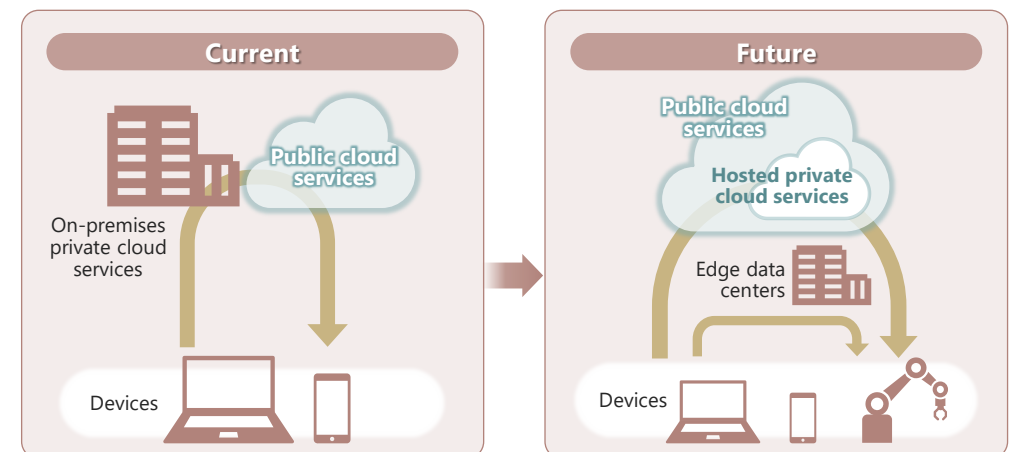 Current
Public cloud
services
On-premises
private cloud
services
Devices
Future
Public cloud
services
Hosted private
cloud services
Edge data
centers
Devices